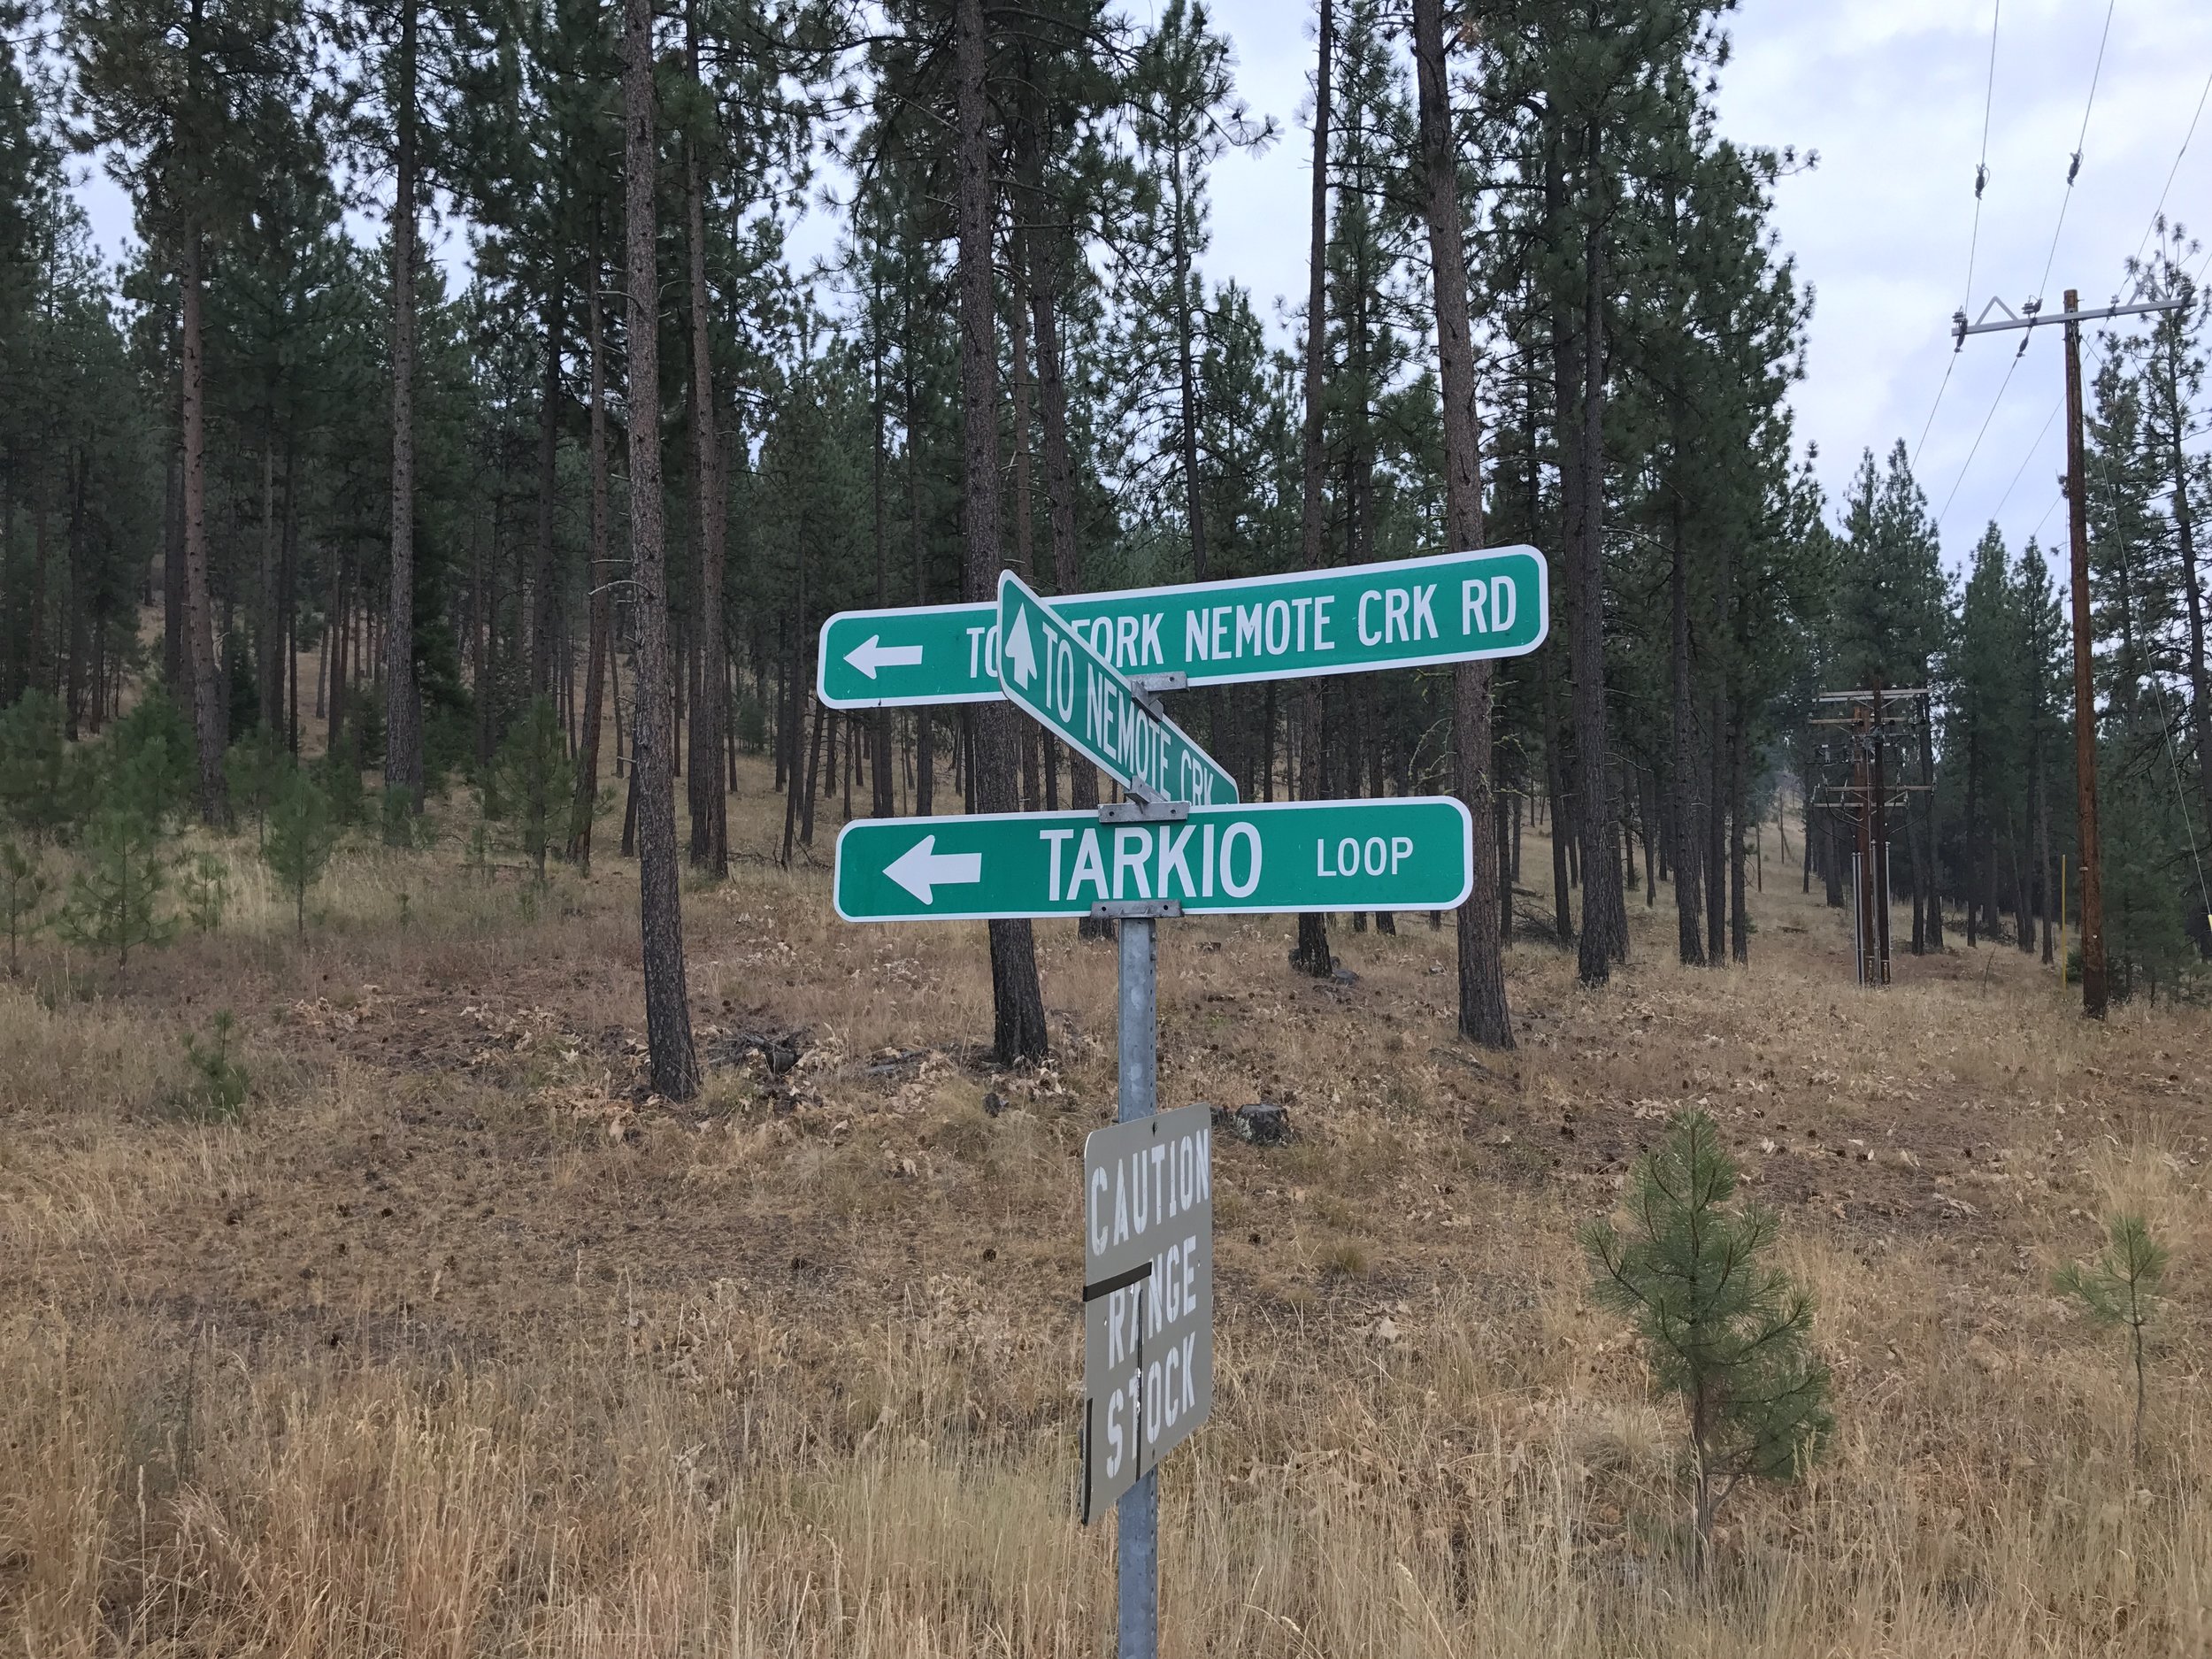 TO FORK NEMOTE CRK RD
TO NEMOTE CRK
TARKIO LOOP
CAUTION
RANGE
STOCK